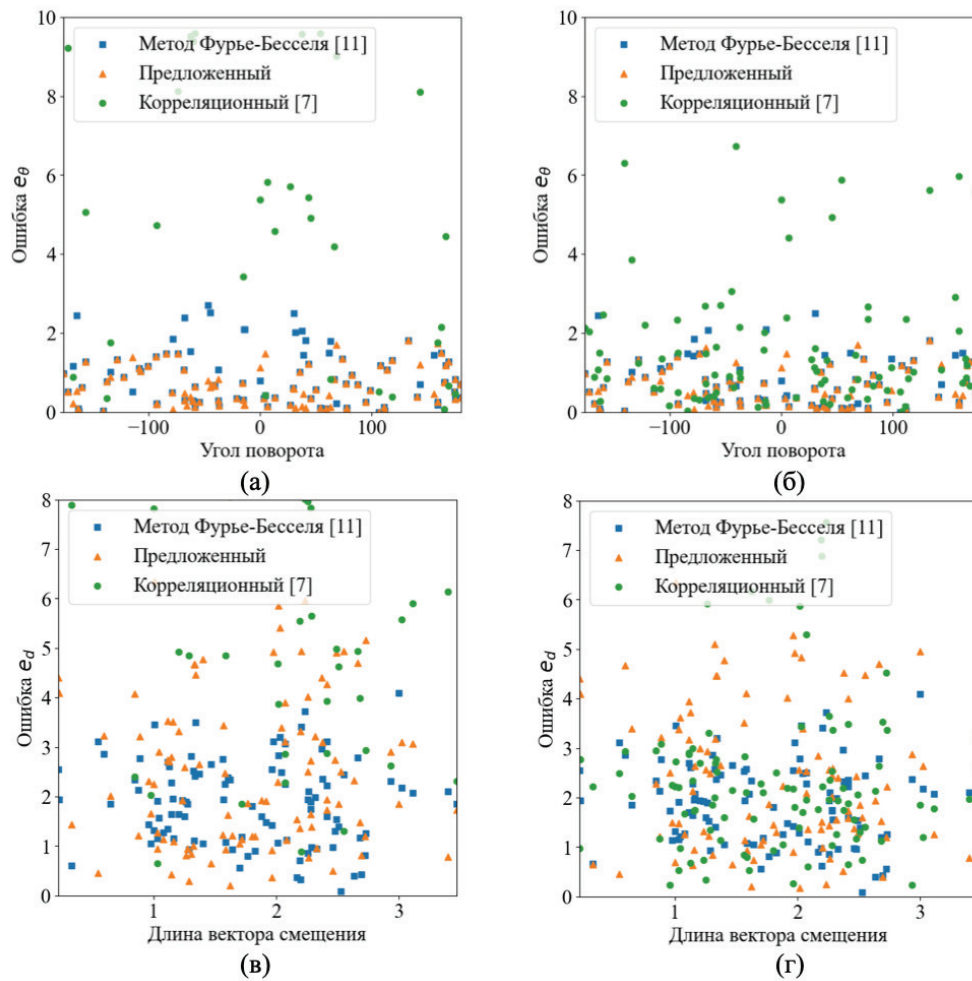 10
8
6
4
2
0
Ошибка eθ
Метод Фурье-Бесселя [11]
Предложенный
Корреляционный [7]
−100 0 100
Угол поворота
(а)
10
8
6
4
2
0
Ошибка eθ
Метод Фурье-Бесселя [11]
Предложенный
Корреляционный [7]
−100 0 100
Угол поворота
(б)
8
7
6
5
4
3
2
1
0
Ошибка ed
Метод Фурье-Бесселя [11]
Предложенный
Корреляционный [7]
1 2 3
Длина вектора смещения
(в)
8
7
6
5
4
3
2
1
0
Ошибка ed
Метод Фурье-Бесселя [11]
Предложенный
Корреляционный [7]
1 2 3
Длина вектора смещения
(г)